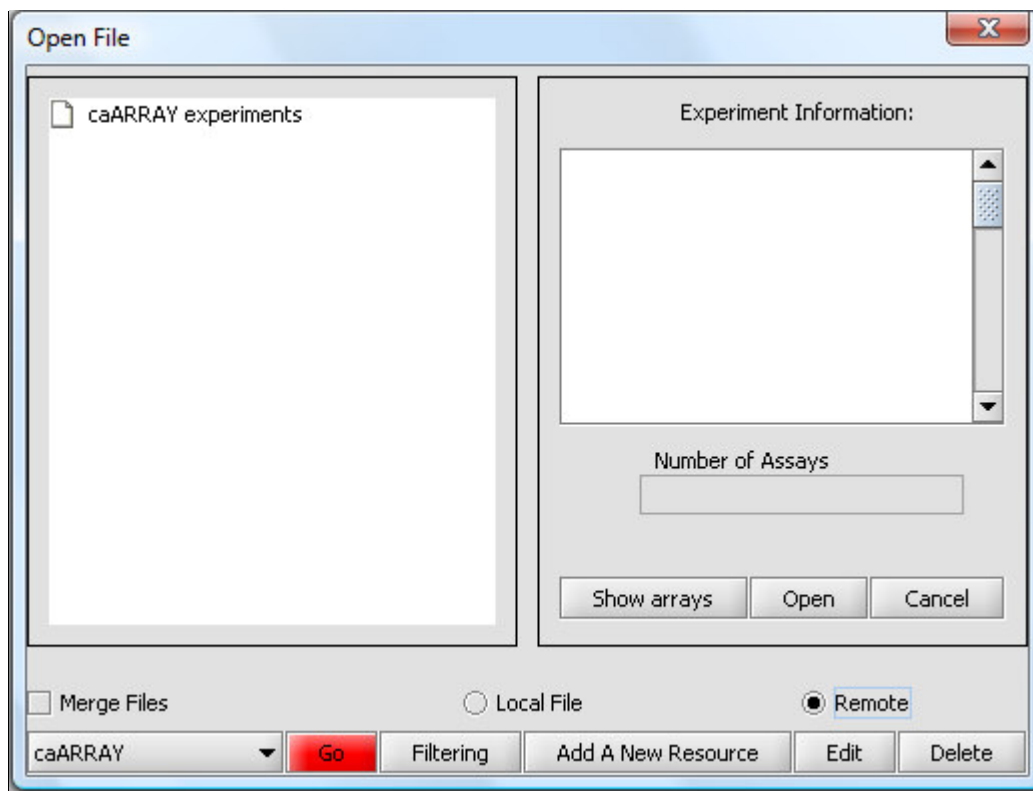 Open File
caARRAY experiments
Experiment Information:
Number of Assays
Show arrays Open Cancel
Merge Files Local File Remote
caARRAY Go Filtering Add A New Resource Edit Delete